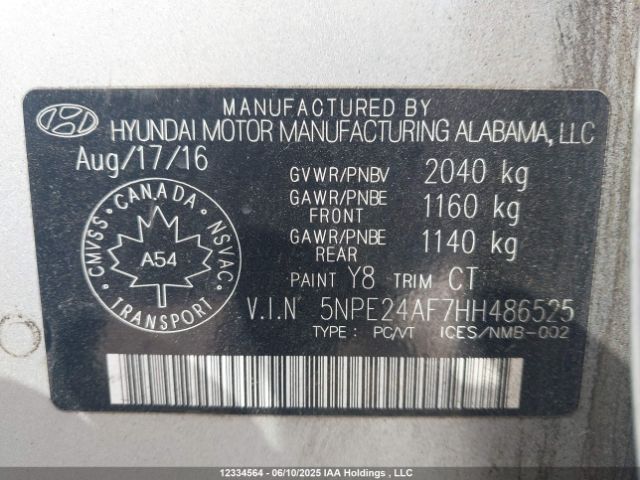 MANUFACTURED BY
HYUNDAI MOTOR MANUFACTURING ALABAMA, LLC
Aug/17/16
GVWR/PNBV 2040 kg
GAWR/PNBE FRONT 1160 kg
GAWR/PNBE REAR 1140 kg
CANADA
CMVSS NSVAC
A54
TRANSPORT
PAINT Y8 TRIM CT
V.I.N 5NPE24AF7HH486525
TYPE : PC/VT ICES/NMB-002
12334564 - 06/10/2025 IAA Holdings , LLC